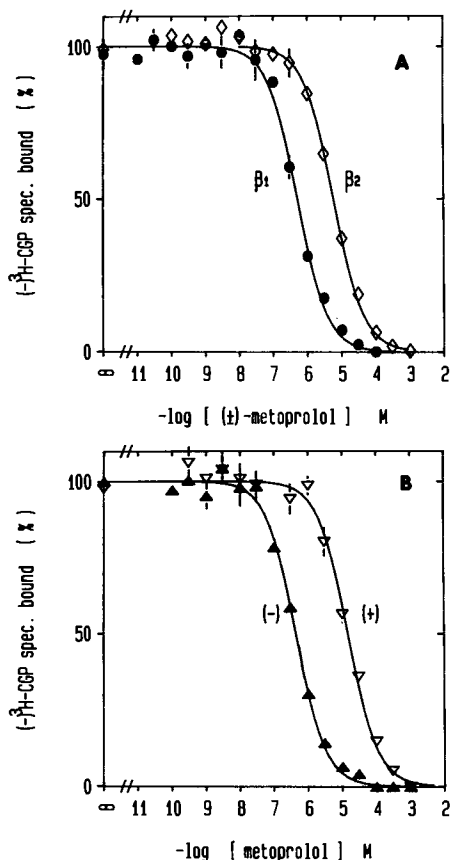 A
(-)³H-CGP spec. bound (%)
100
50
0
β1
β2
∞ 11 10 9 8 7 6 5 4 3 2
-log [ (±)-metoprolol ] M
B
(-)³H-CGP spec. bound (%)
100
50
0
(-)
(+)
∞ 11 10 9 8 7 6 5 4 3 2
-log [ metoprolol ] M